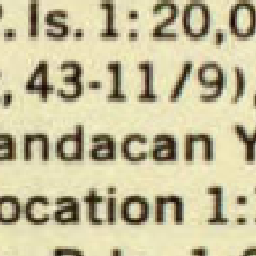 . Is. 1: 20,0
, 43-11/9),
andacan Y
ocation 1: